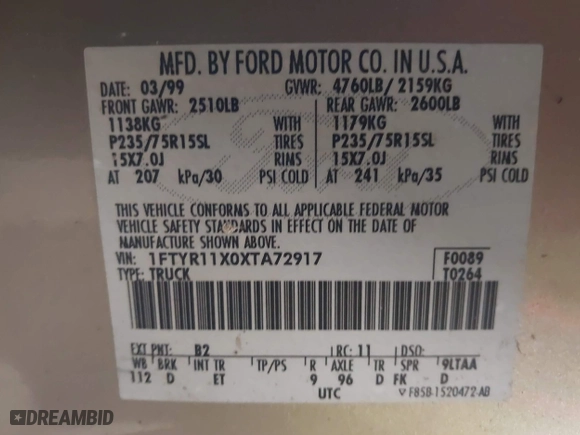 MFD. BY FORD MOTOR CO. IN U.S.A.
DATE: 03/99 GVWR: 4760LB/ 2159KG
FRONT GAWR: 2510LB REAR GAWR: 2600LB
1138KG WITH 1179KG WITH
P235/75R15SL TIRES P235/75R15SL TIRES
15X7.0J RIMS 15X7.0J RIMS
AT 207 kPa/30 PSI COLD AT 241 kPa/35 PSI COLD
THIS VEHICLE CONFORMS TO ALL APPLICABLE FEDERAL MOTOR
VEHICLE SAFETY STANDARDS IN EFFECT ON THE DATE OF
MANUFACTURE SHOWN ABOVE.
VIN: 1FTYR11X0XTA72917 F0089
TYPE: TRUCK T0264
EXT PNT: B2 RC: 11 DSO:
WB BRK INT TR TP/PS R AXLE TR SPR 9LTAA
112 D ET 9 96 D FK D
UTC F85B-1520472-AB
DREAMBID